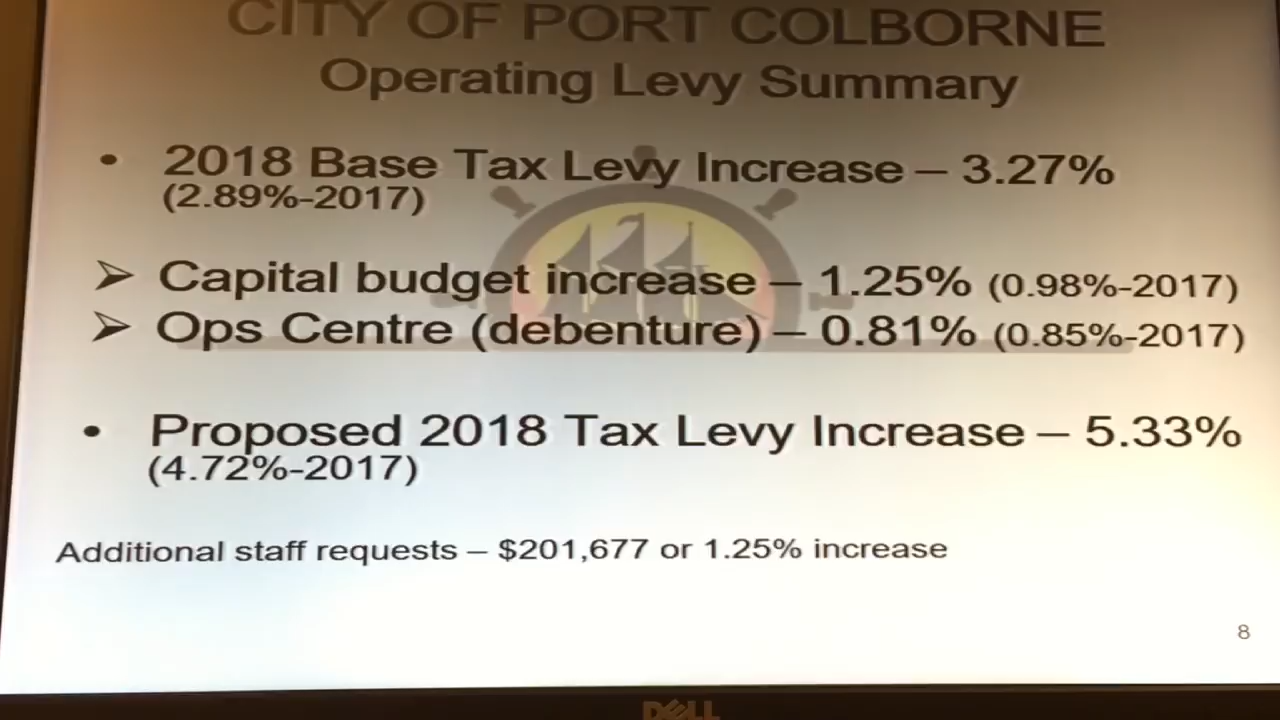 CITY OF PORT COLBORNE
Operating Levy Summary
• 2018 Base Tax Levy Increase – 3.27%
(2.89%-2017)
➢ Capital budget increase – 1.25% (0.98%-2017)
➢ Ops Centre (debenture) – 0.81% (0.85%-2017)
• Proposed 2018 Tax Levy Increase – 5.33%
(4.72%-2017)
Additional staff requests – $201,677 or 1.25% increase
8
DELL